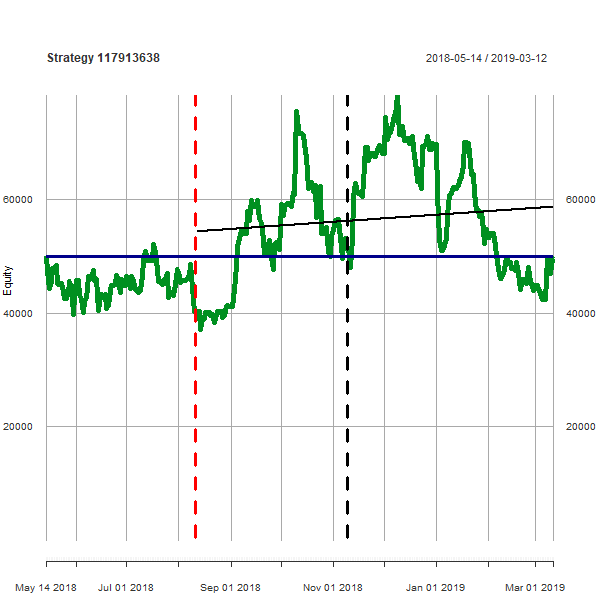 Strategy 117913638
2018-05-14 / 2019-03-12
60000
60000
Equity
40000
40000
20000
20000
May 14 2018
Jul 01 2018
Sep 01 2018
Nov 01 2018
Jan 01 2019
Mar 01 2019